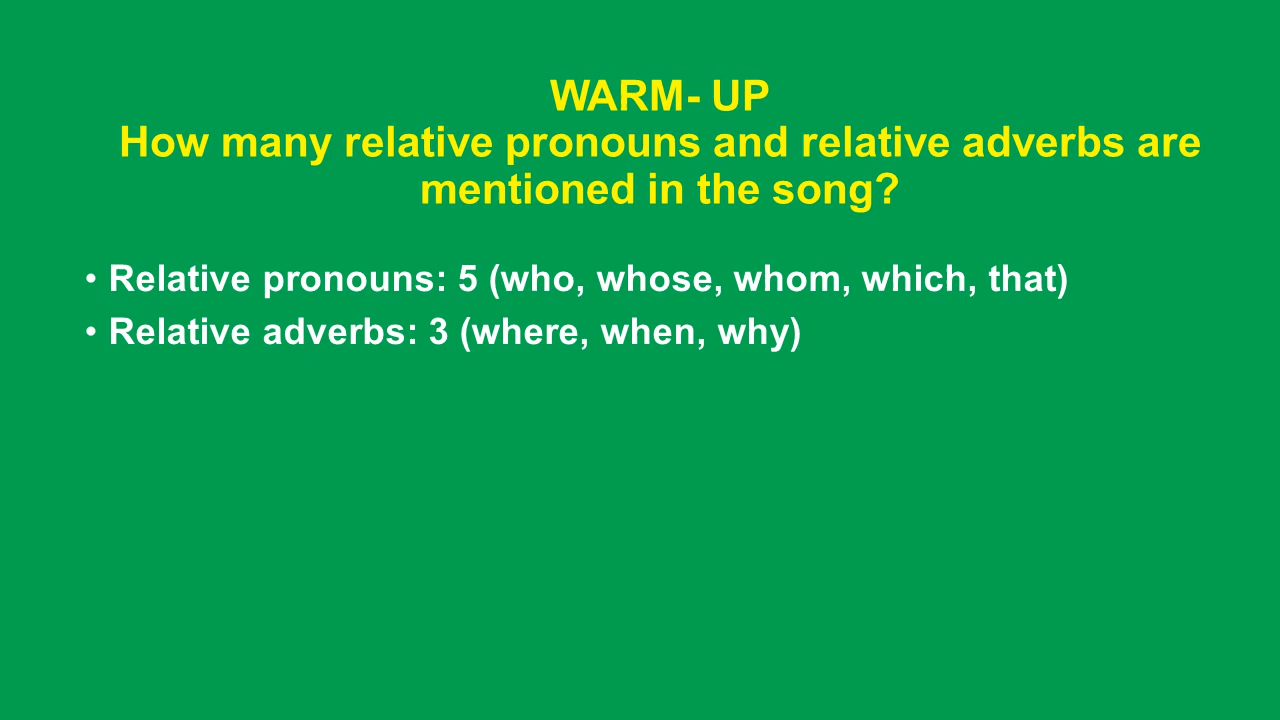 WARM- UP
How many relative pronouns and relative adverbs are
mentioned in the song?
• Relative pronouns: 5 (who, whose, whom, which, that)
• Relative adverbs: 3 (where, when, why)